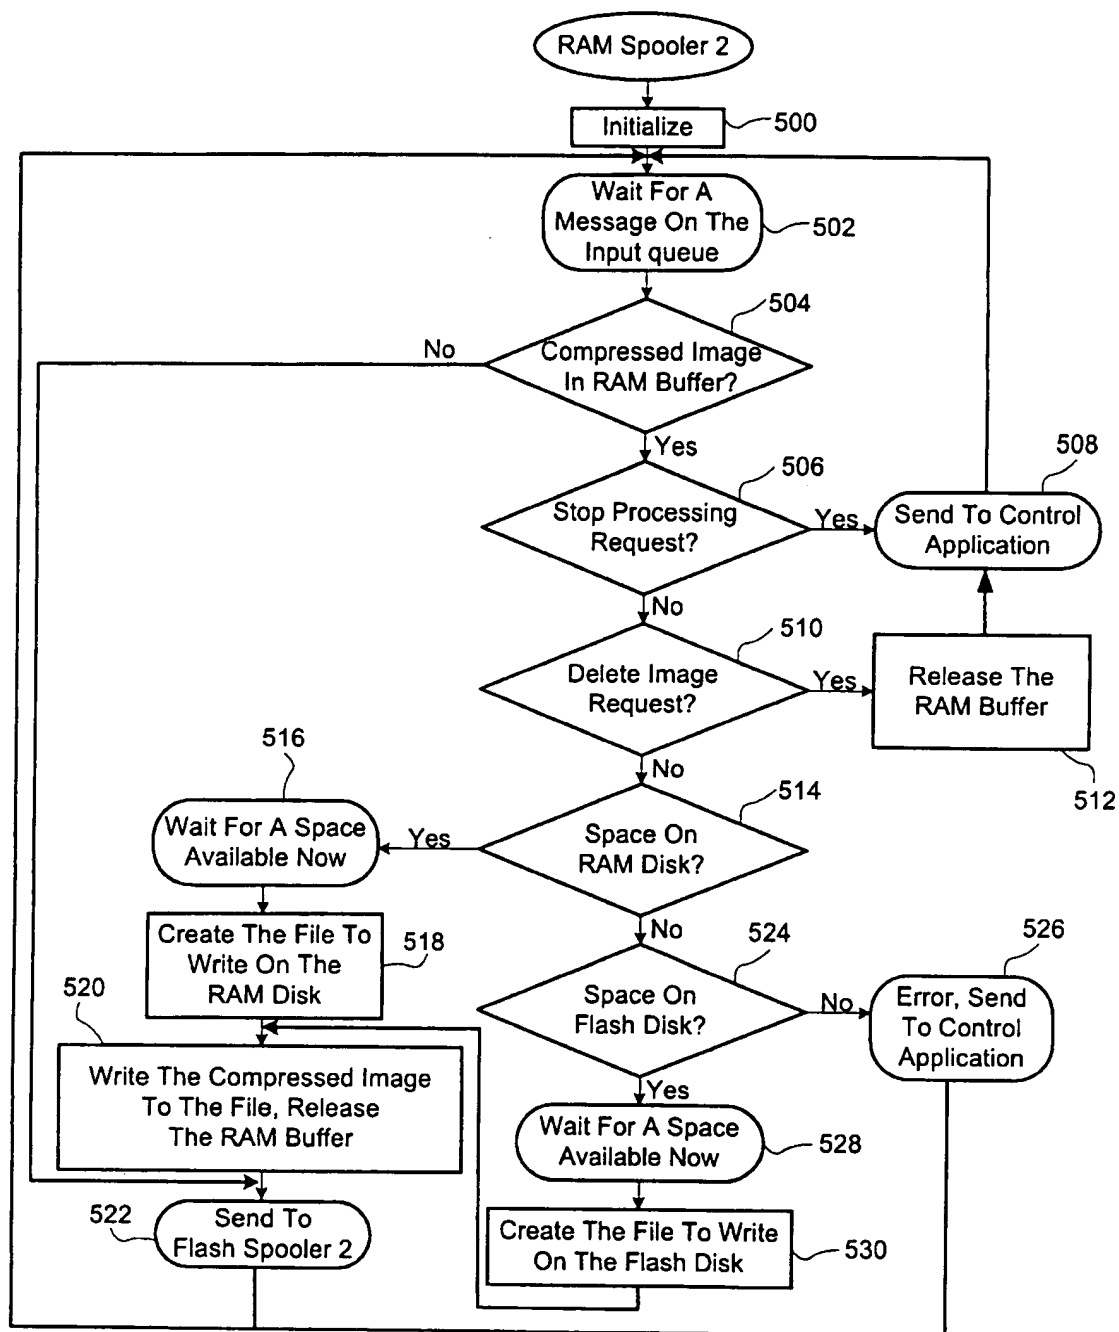 RAM Spooler 2
Initialize
500
Wait For A
Message On The
Input queue
502
504
No
Compressed Image
In RAM Buffer?
Yes
506
508
Stop Processing
Request?
Yes
Send To Control
Application
No
510
Delete Image
Request?
Yes
Release The
RAM Buffer
512
No
516
514
Wait For A Space
Available Now
Yes
Space On
RAM Disk?
No
524
526
Create The File To
Write On The
RAM Disk
518
520
Space On
Flash Disk?
No
Error, Send
To Control
Application
Write The Compressed Image
To The File, Release
The RAM Buffer
Yes
Wait For A Space
Available Now
528
522
Send To
Flash Spooler 2
Create The File To Write
On The Flash Disk
530